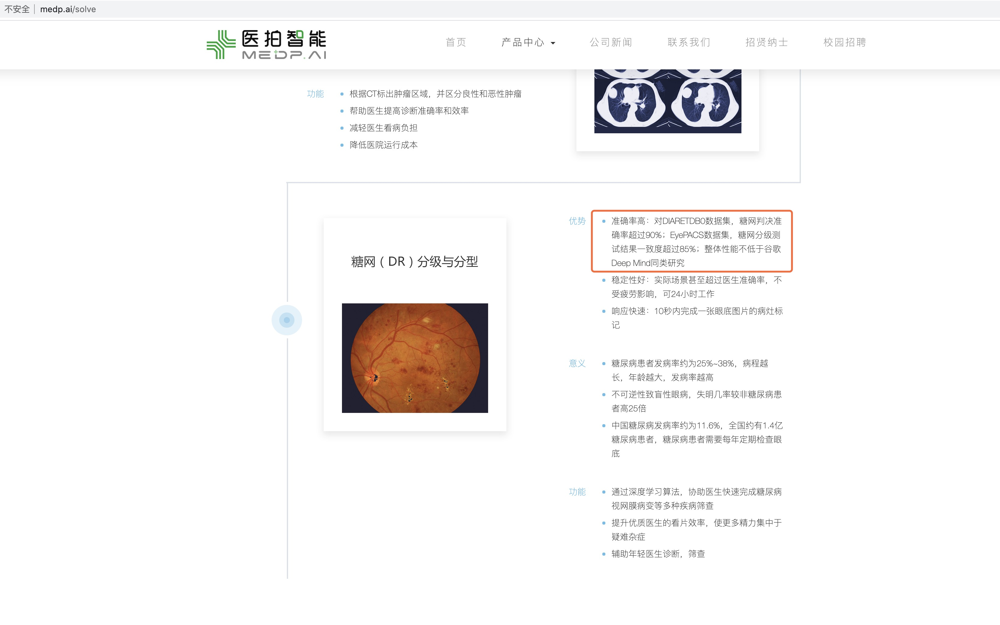 不安全 medp.ai/solve
医拍智能
MEDP.AI
首页 产品中心 公司新闻 联系我们 招贤纳士 校园招聘
功能
根据CT标出肿瘤区域，并区分良性和恶性肿瘤
帮助医生提高诊断准确率和效率
减轻医生看病负担
降低医院运行成本
糖网（DR）分级与分型
优势
准确率高：对DIARETDB0数据集，糖网判决准
确率超过90%；EyePACS数据集，糖网分级测
试结果一致度超过85%；整体性能不低于谷歌
Deep Mind同类研究
稳定性好：实际场景甚至超过医生准确率，不
受疲劳影响，可24小时工作
响应快速：10秒内完成一张眼底图片的病灶标
记
意义
糖尿病患者发病率约为25%~38%，病程越
长，年龄越大，发病率越高
不可逆性致盲性眼病，失明几率较非糖尿病患
者高25倍
中国糖尿病发病率约为11.6%，全国约有1.4亿
糖尿病患者，糖尿病患者需要每年定期检查眼
底
功能
通过深度学习算法，协助医生快速完成糖尿病
视网膜病变等多种疾病筛查
提升优质医生的看片效率，使更多精力集中于
疑难杂症
辅助年轻医生诊断，筛查